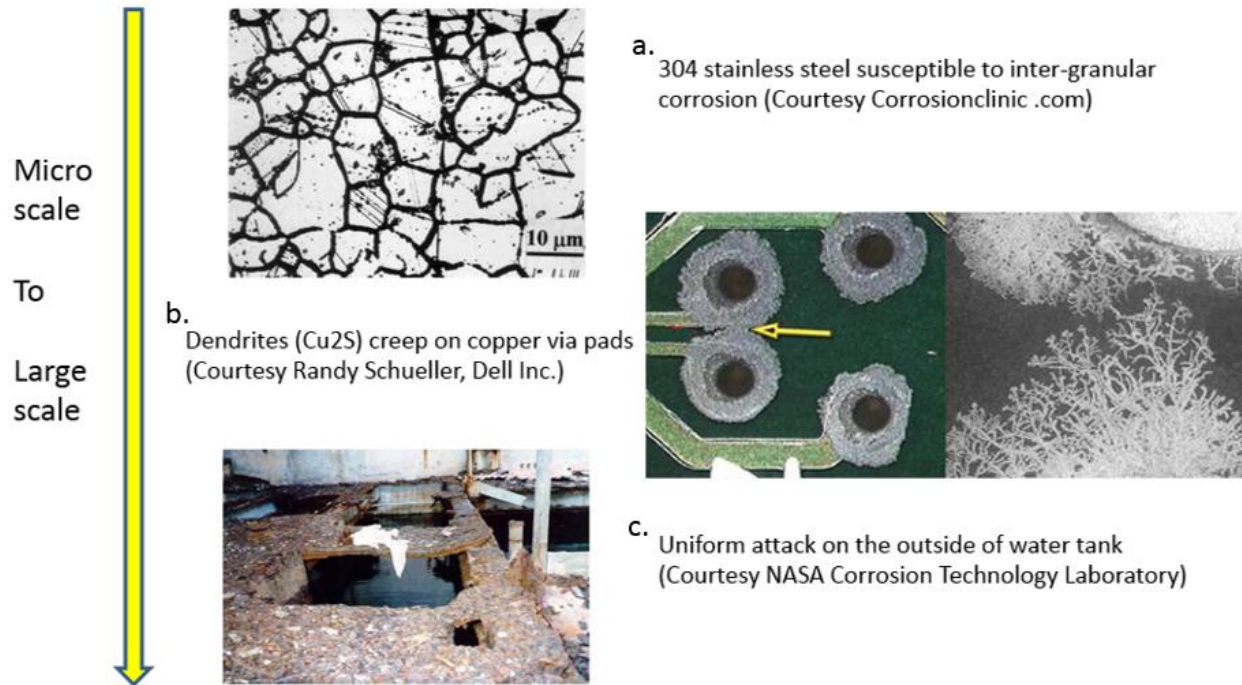 a.
304 stainless steel susceptible to inter-granular
corrosion (Courtesy Corrosionclinic .com)
Micro
scale
To
Large
scale
10 μm
b.
Dendrites (Cu2S) creep on copper via pads
(Courtesy Randy Schueller, Dell Inc.)
c.
Uniform attack on the outside of water tank
(Courtesy NASA Corrosion Technology Laboratory)